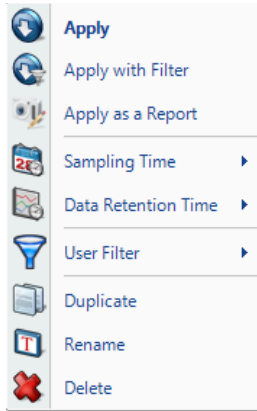 Apply
Apply with Filter
Apply as a Report
Sampling Time
Data Retention Time
User Filter
Duplicate
Rename
Delete